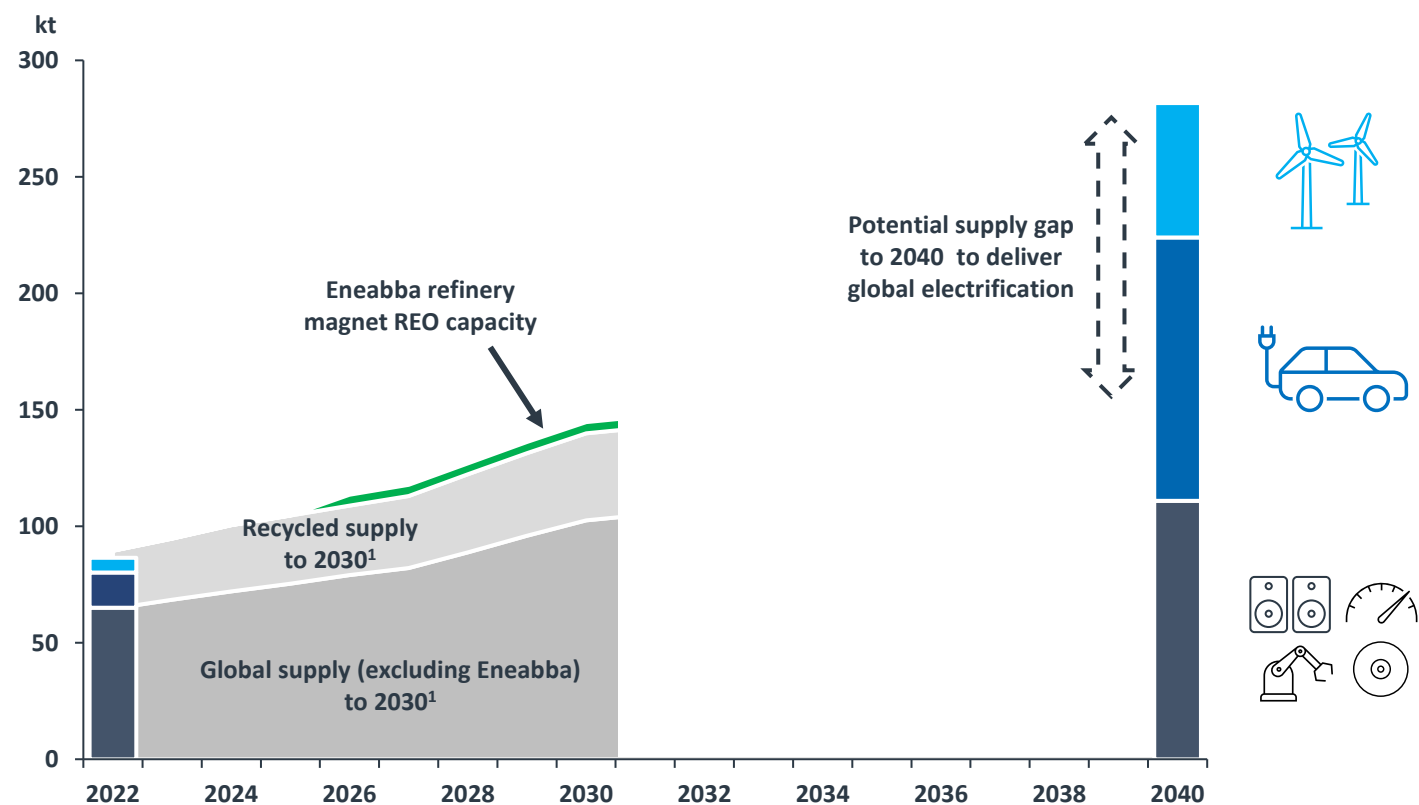 kt
300
250
200
150
100
50
0
Eneabba refinery
magnet REO capacity
Potential supply gap
to 2040 to deliver
global electrification
Recycled supply
to 2030¹
Global supply (excluding Eneabba)
to 2030¹
2022
2024
2026
2028
2030
2032
2034
2036
2038
2040